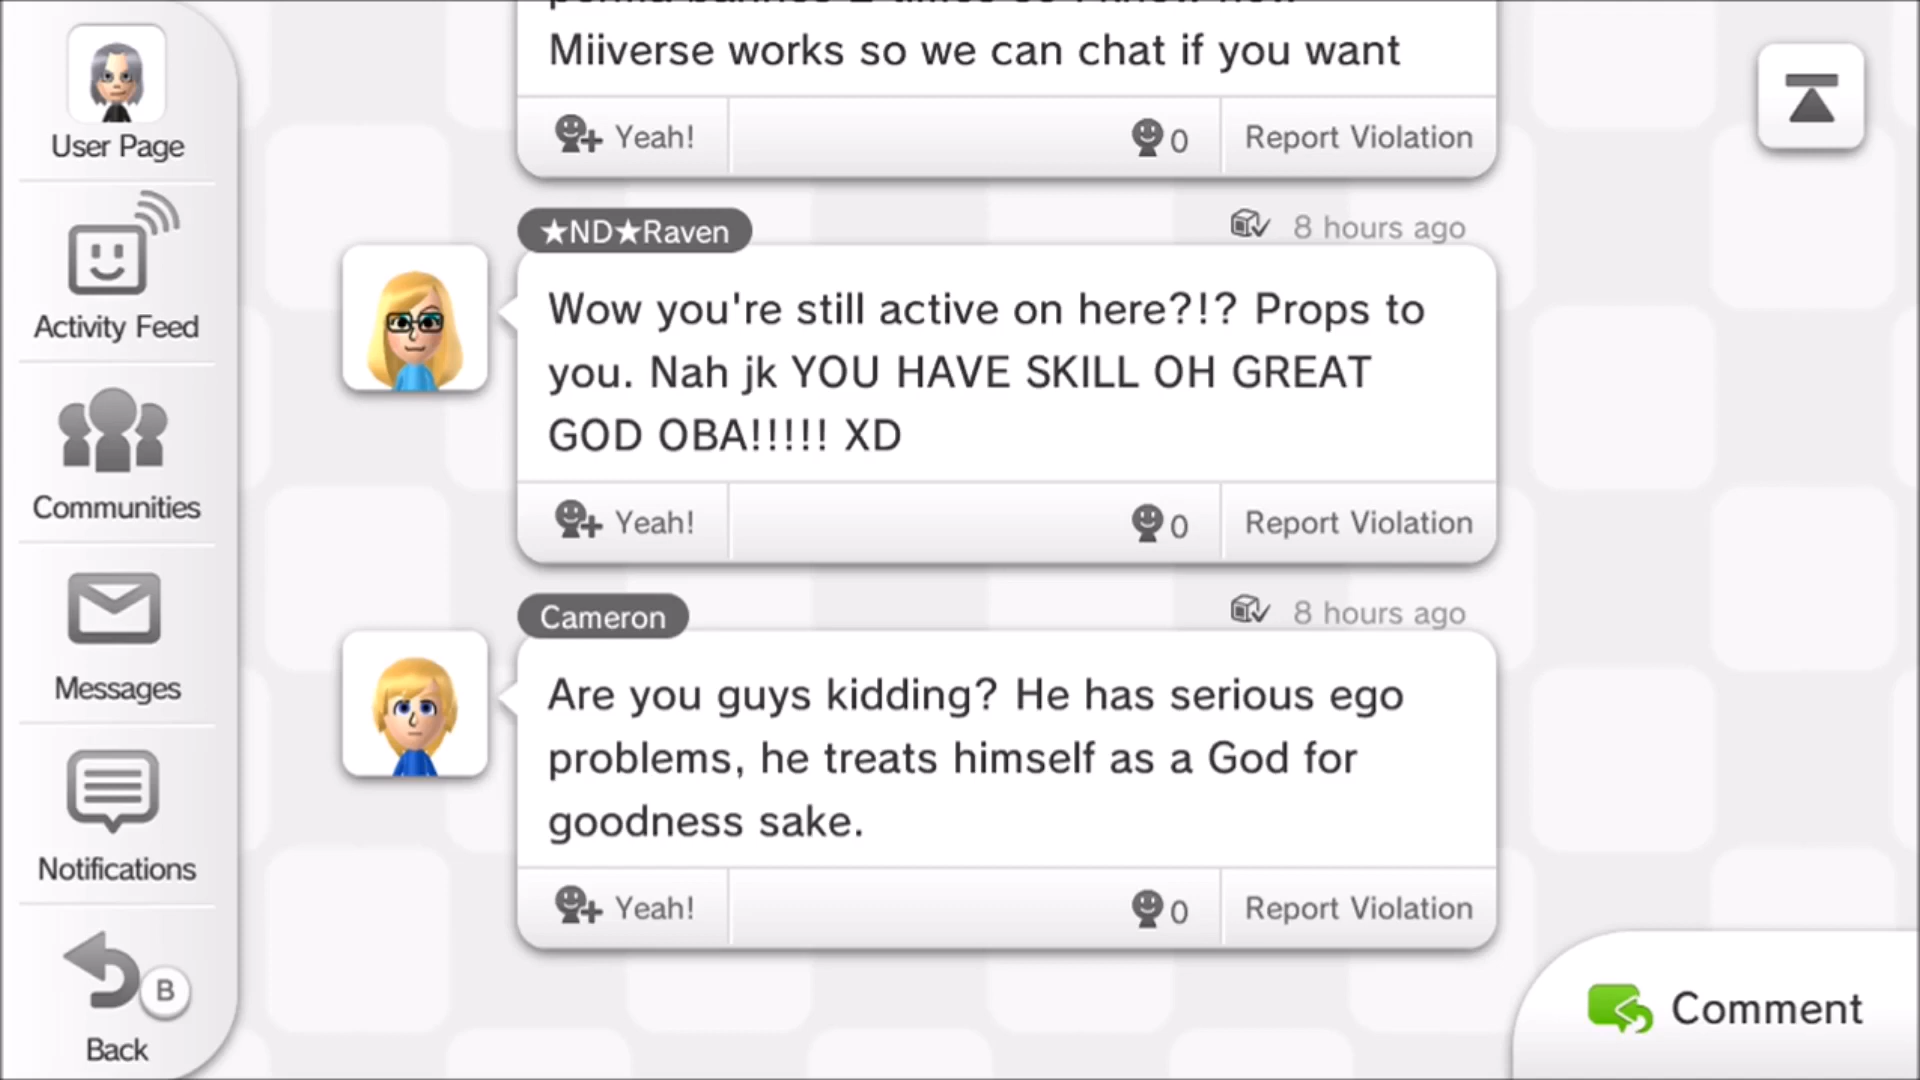 User Page
Activity Feed
Communities
Messages
Notifications
B
Back
Miiverse works so we can chat if you want
Yeah!
0
Report Violation
★ND★Raven
8 hours ago
Wow you're still active on here?!? Props to
you. Nah jk YOU HAVE SKILL OH GREAT
GOD OBA!!!!! XD
Yeah!
0
Report Violation
Cameron
8 hours ago
Are you guys kidding? He has serious ego
problems, he treats himself as a God for
goodness sake.
Yeah!
0
Report Violation
Comment